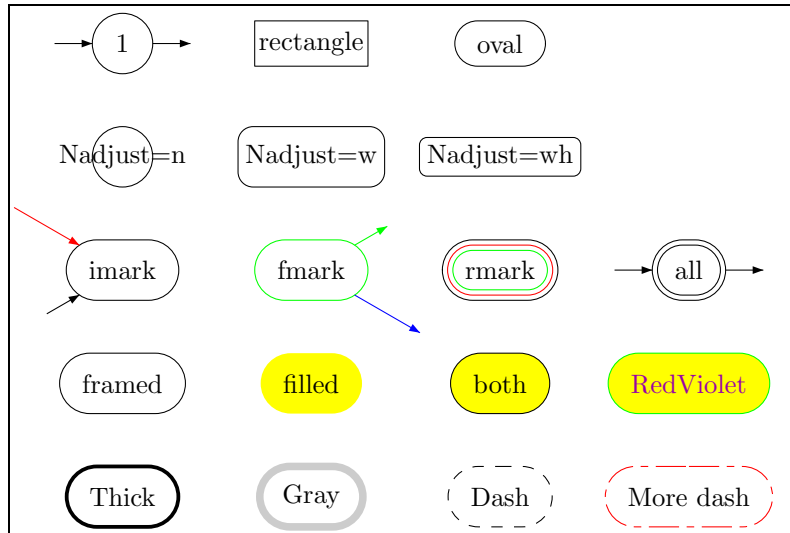 1 rectangle oval
Nadjust=n Nadjust=w Nadjust=wh
imark fmark rmark all
framed filled both RedViolet
Thick Gray Dash More dash